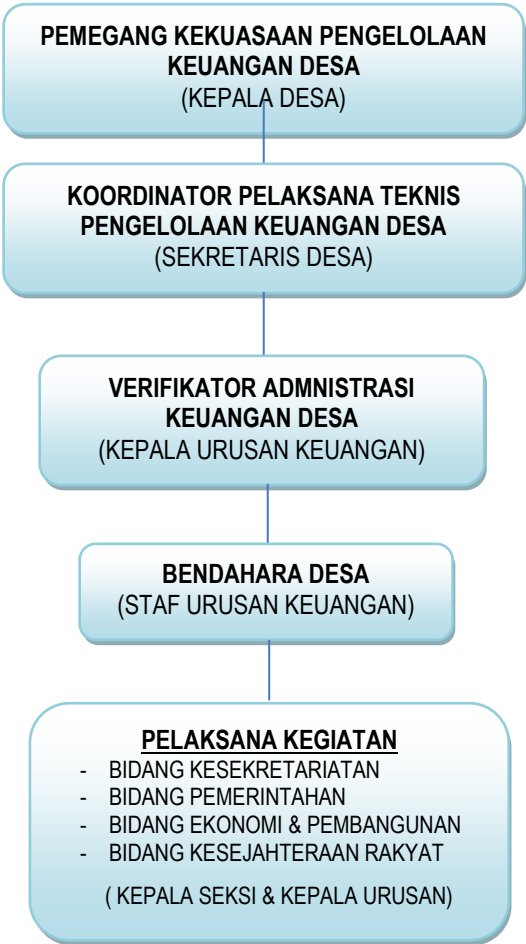 PEMEGANG KEKUASAAN PENGELOLAAN
KEUANGAN DESA
(KEPALA DESA)
KOORDINATOR PELAKSANA TEKNIS
PENGELOLAAN KEUANGAN DESA
(SEKRETARIS DESA)
VERIFIKATOR ADMNISTRASI
KEUANGAN DESA
(KEPALA URUSAN KEUANGAN)
BENDAHARA DESA
(STAF URUSAN KEUANGAN)
PELAKSANA KEGIATAN
- BIDANG KESEKRETARIATAN
- BIDANG PEMERINTAHAN
- BIDANG EKONOMI & PEMBANGUNAN
- BIDANG KESEJAHTERAAN RAKYAT
( KEPALA SEKSI & KEPALA URUSAN)